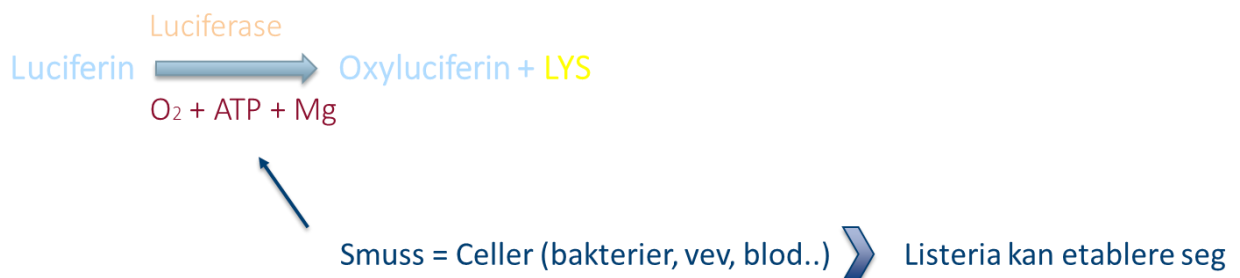 Luciferase
Luciferin Oxyluciferin + LYS
O₂ + ATP + Mg
Smuss = Celler (bakterier, vev, blod..) Listeria kan etablere seg